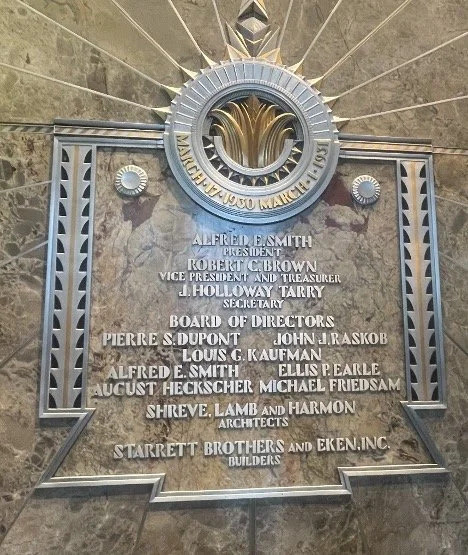 MARCH·17·1930 MARCH·1·1931
ALFRED E. SMITH
PRESIDENT
ROBERT C. BROWN
VICE PRESIDENT AND TREASURER
J. HOLLOWAY TARRY
SECRETARY
BOARD OF DIRECTORS
PIERRE S. DUPONT JOHN J. RASKOB
LOUIS G. KAUFMAN
ALFRED E. SMITH ELLIS P. EARLE
AUGUST HECKSCHER MICHAEL FRIEDSAM
SHREVE, LAMB AND HARMON
ARCHITECTS
STARRETT BROTHERS AND EKEN, INC.
BUILDERS